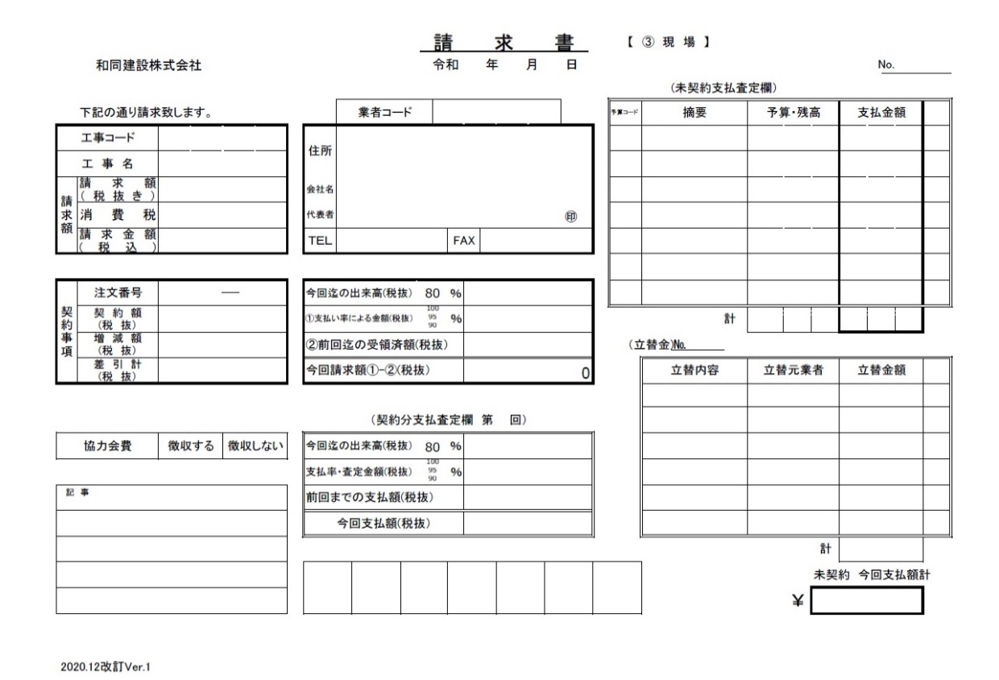 請 求 書
【 ③ 現 場 】
和同建設株式会社
令和 年 月 日
No.
(未契約支払査定欄)
下記の通り請求致します。
業者コード
予算コード 摘要 予算・残高 支払金額
工事コード
工 事 名
請求額
請 求 額
( 税 抜 き )
消 費 税
請 求 金 額
( 税 込 )
住所
会社名
代表者 ㊞
TEL FAX
契約事項
注文番号 ―
契 約 額
(税 抜)
増 減 額
(税 抜)
差 引 計
(税 抜)
今回迄の出来高(税抜) 80 %
①支払い率による金額(税抜) 100 95 90 %
②前回迄の受領済額(税抜)
今回請求額①-②(税抜) 0
計
(立替金)No.
立替内容 立替元業者 立替金額
(契約分支払査定欄 第 回)
協力会費 徴収する 徴収しない
今回迄の出来高(税抜) 80 %
支払率・査定金額(税抜) 100 95 90 %
前回までの支払額(税抜)
今回支払額(税抜)
記 事
計
未契約 今回支払額計
¥
2020.12改訂Ver.1